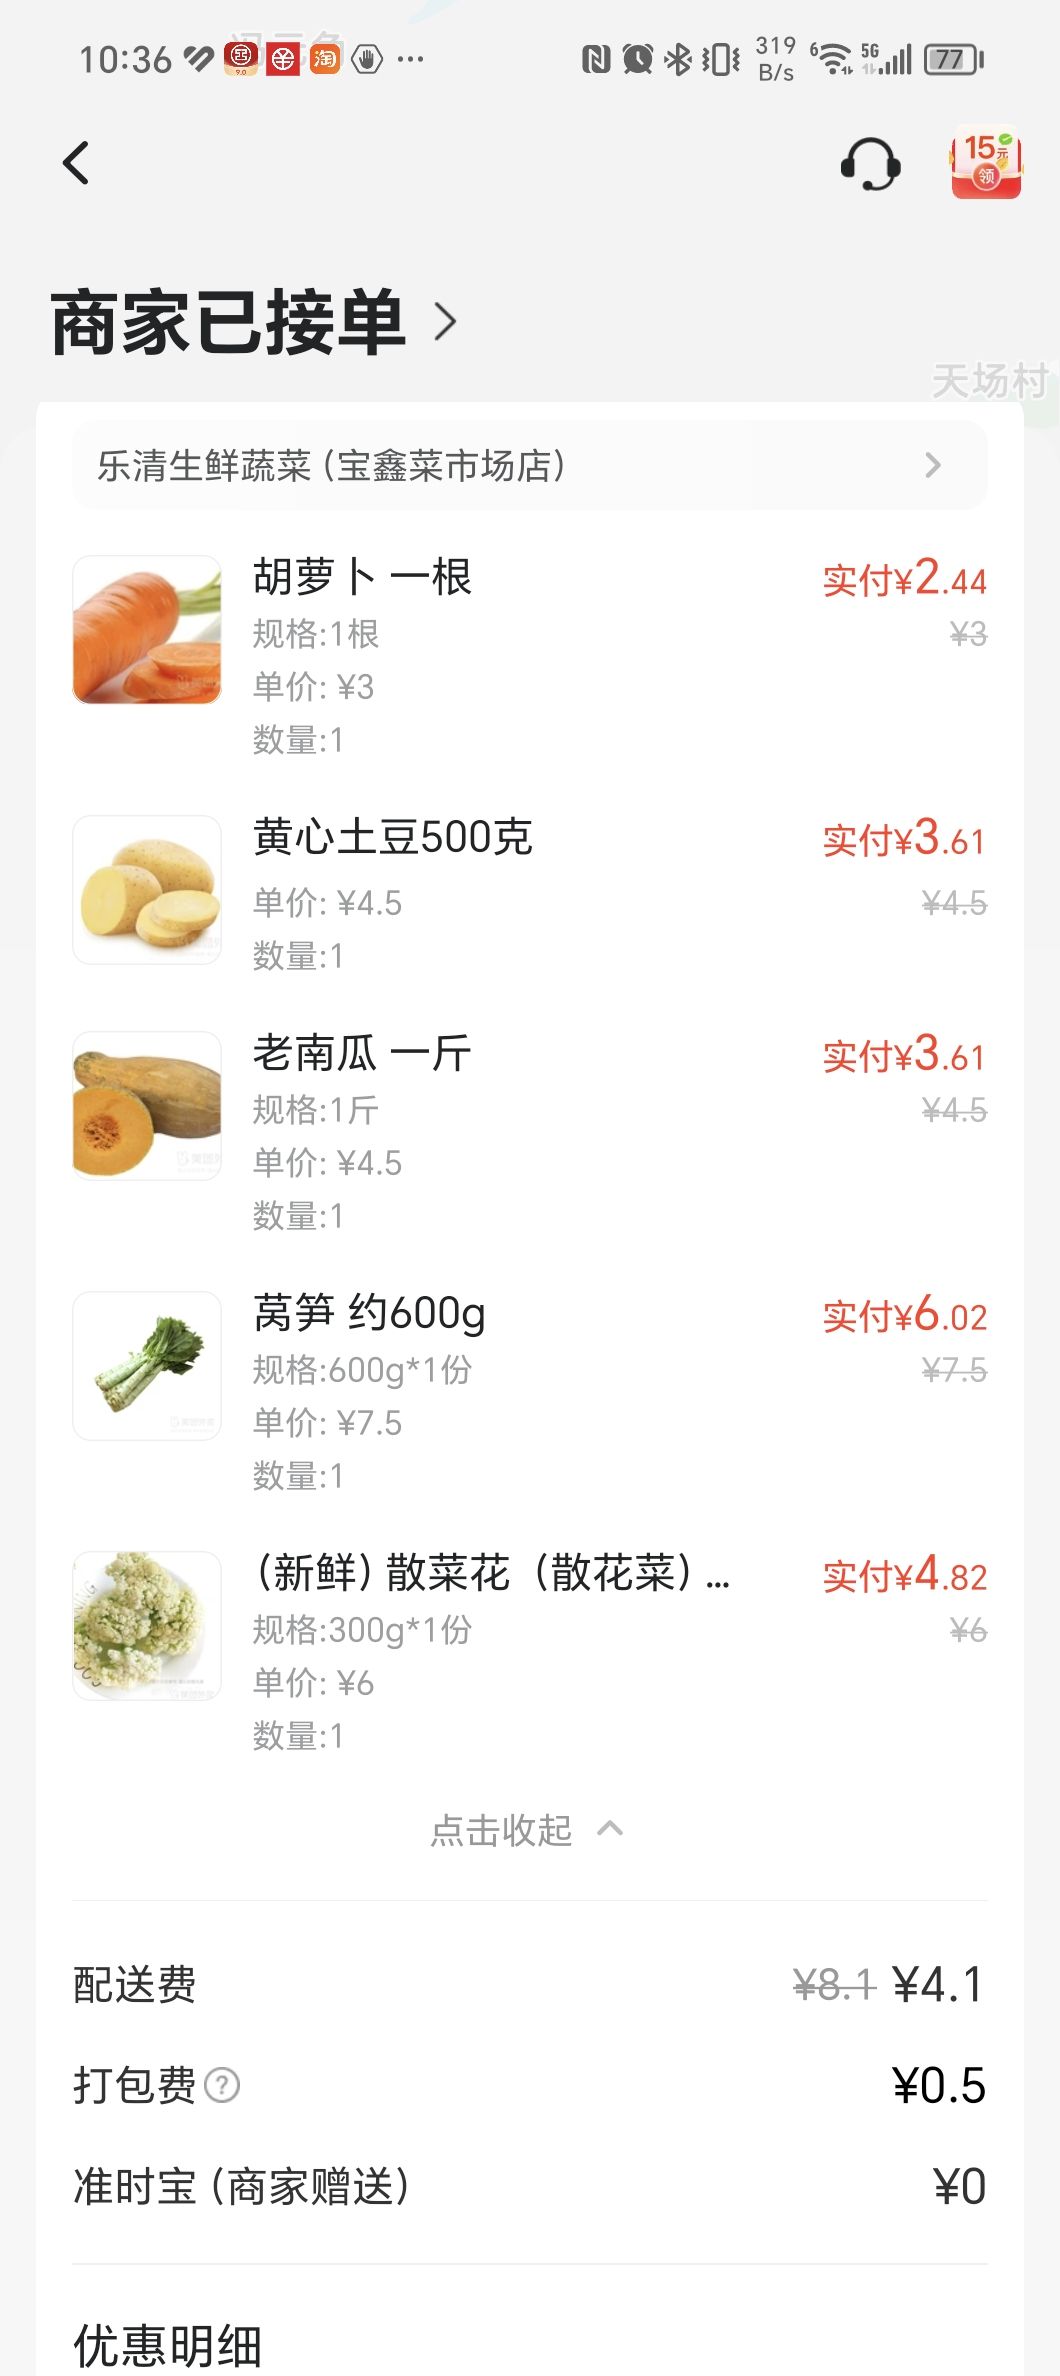 10:36
319
B/s
6
5G
77
15元
领
商家已接单
天场村
乐清生鲜蔬菜（宝鑫菜市场店）
胡萝卜 一根
实付¥2.44
规格:1根
¥3
单价: ¥3
数量:1
黄心土豆500克
实付¥3.61
单价: ¥4.5
¥4.5
数量:1
老南瓜 一斤
实付¥3.61
规格:1斤
¥4.5
单价: ¥4.5
数量:1
莴笋 约600g
实付¥6.02
规格:600g*1份
¥7.5
单价: ¥7.5
数量:1
（新鲜）散菜花（散花菜）...
实付¥4.82
规格:300g*1份
¥6
单价: ¥6
数量:1
点击收起
配送费
¥8.1 ¥4.1
打包费 ?
¥0.5
准时宝（商家赠送）
¥0
优惠明细